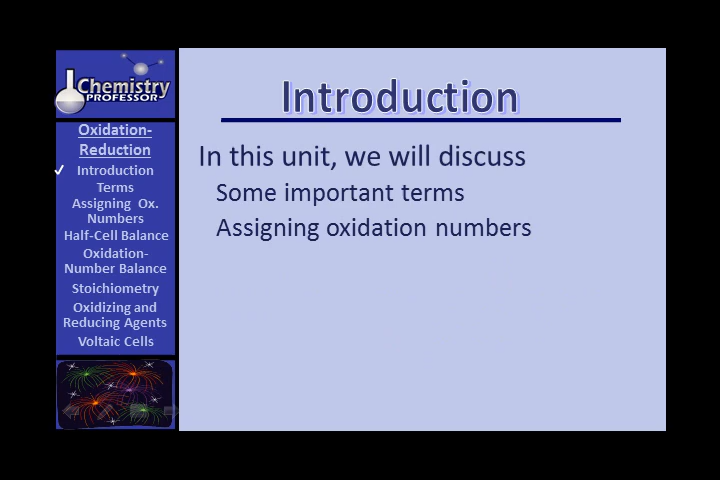 Chemistry
PROFESSOR
Oxidation-
Reduction
Introduction
Terms
Assigning Ox.
Numbers
Half-Cell Balance
Oxidation-
Number Balance
Stoichiometry
Oxidizing and
Reducing Agents
Voltaic Cells
Introduction
In this unit, we will discuss
Some important terms
Assigning oxidation numbers